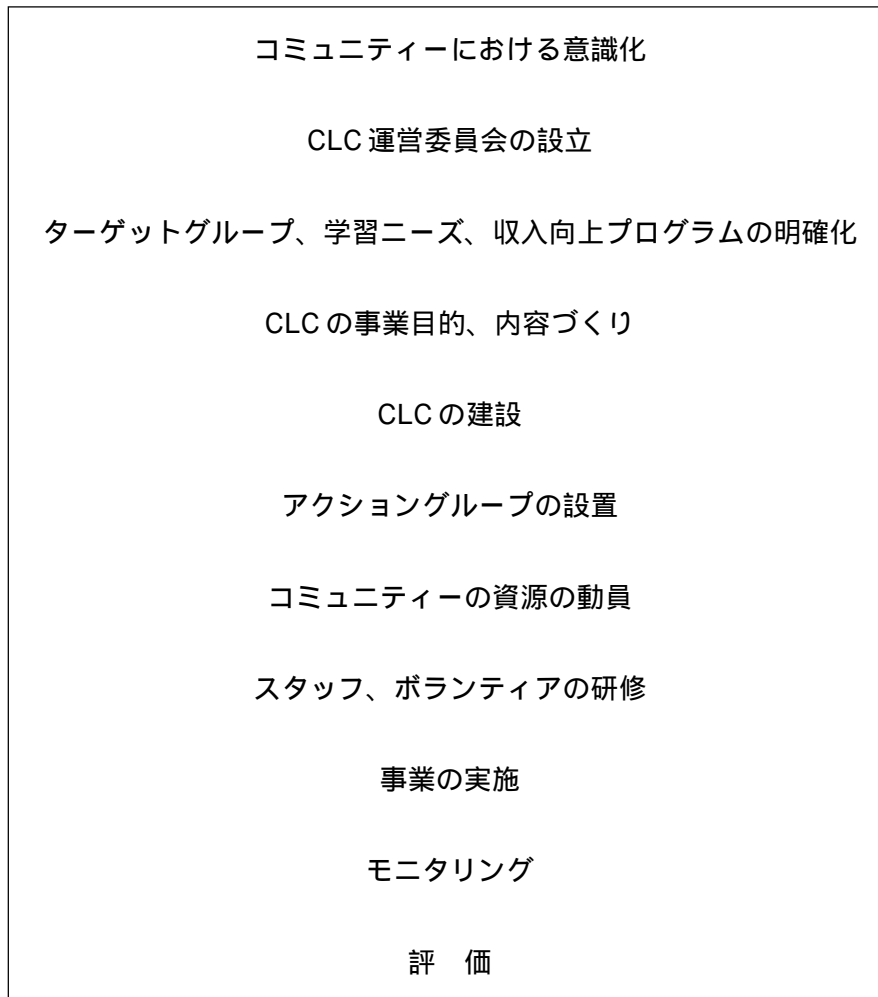 コミュニティーにおける意識化
CLC 運営委員会の設立
ターゲットグループ、学習ニーズ、収入向上プログラムの明確化
CLC の事業目的、内容づくり
CLC の建設
アクショングループの設置
コミュニティーの資源の動員
スタッフ、ボランティアの研修
事業の実施
モニタリング
評　価